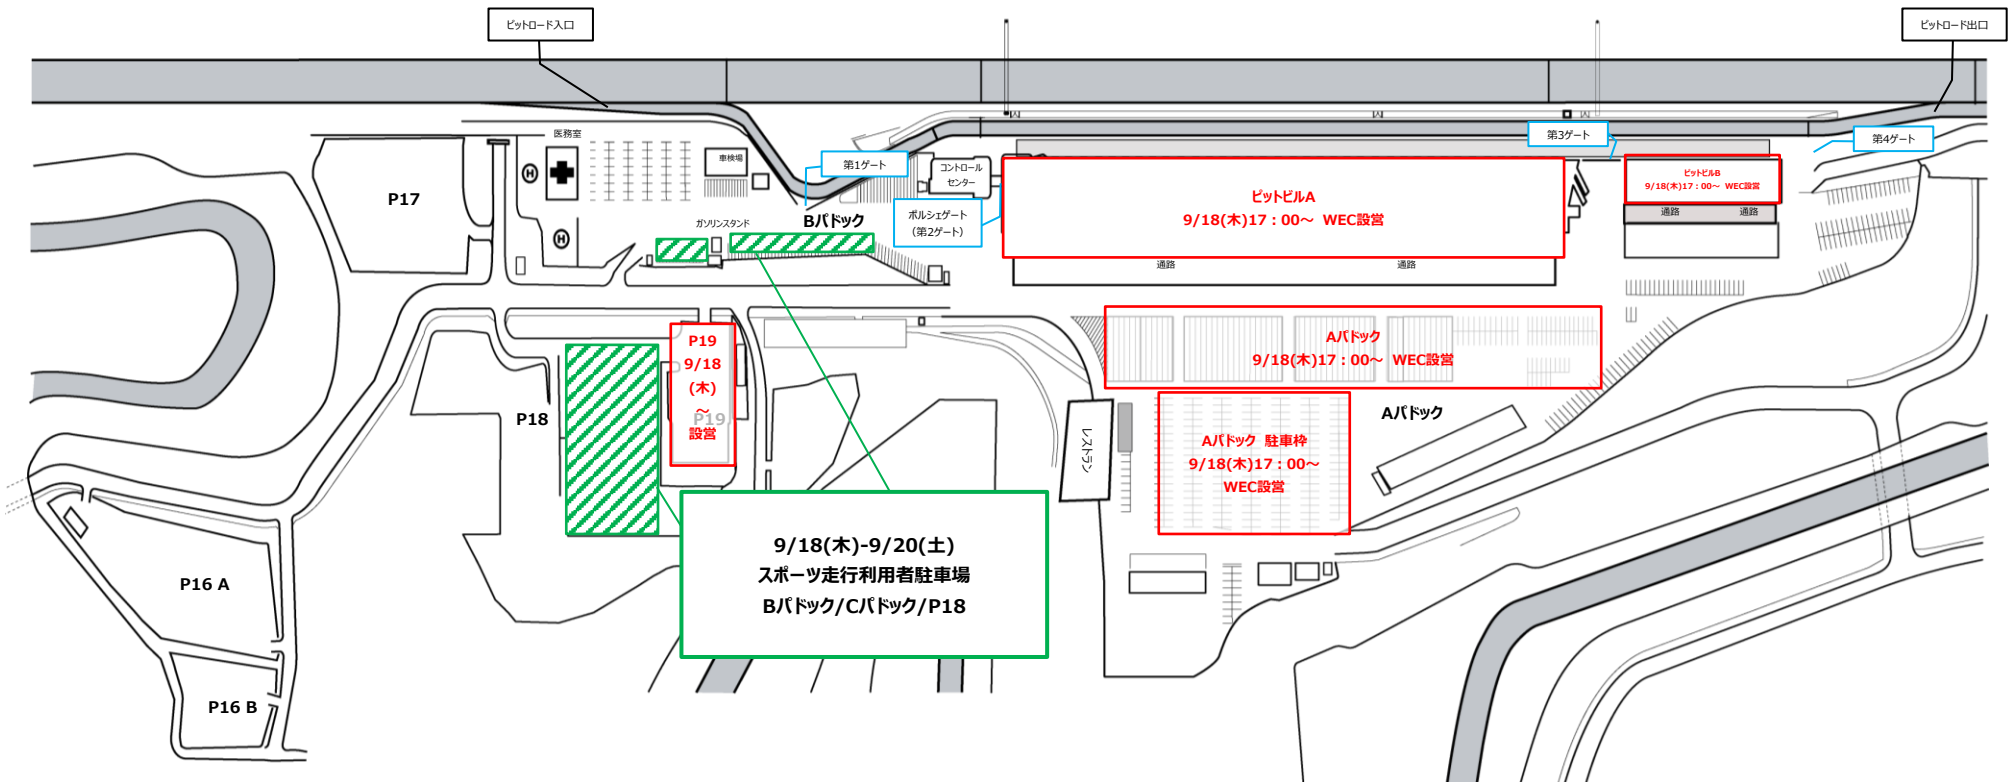 ピットロード入口
ピットロード出口
医務室
車検場
第1ゲート
コントロール
センター
第3ゲート
第4ゲート
P17
H
H
ガソリンスタンド
Bパドック
ポルシェゲート
(第2ゲート)
ピットビルA
9/18(木)17：00～ WEC設営
ピットビルB
9/18(木)17：00～ WEC設営
通路
通路
通路
通路
P19
9/18
(木)
～
設営
P19
P18
Aパドック
9/18(木)17：00～ WEC設営
Aパドック
レストラン
Aパドック 駐車枠
9/18(木)17：00～
WEC設営
9/18(木)-9/20(土)
スポーツ走行利用者駐車場
Bパドック/Cパドック/P18
P16 A
P16 B